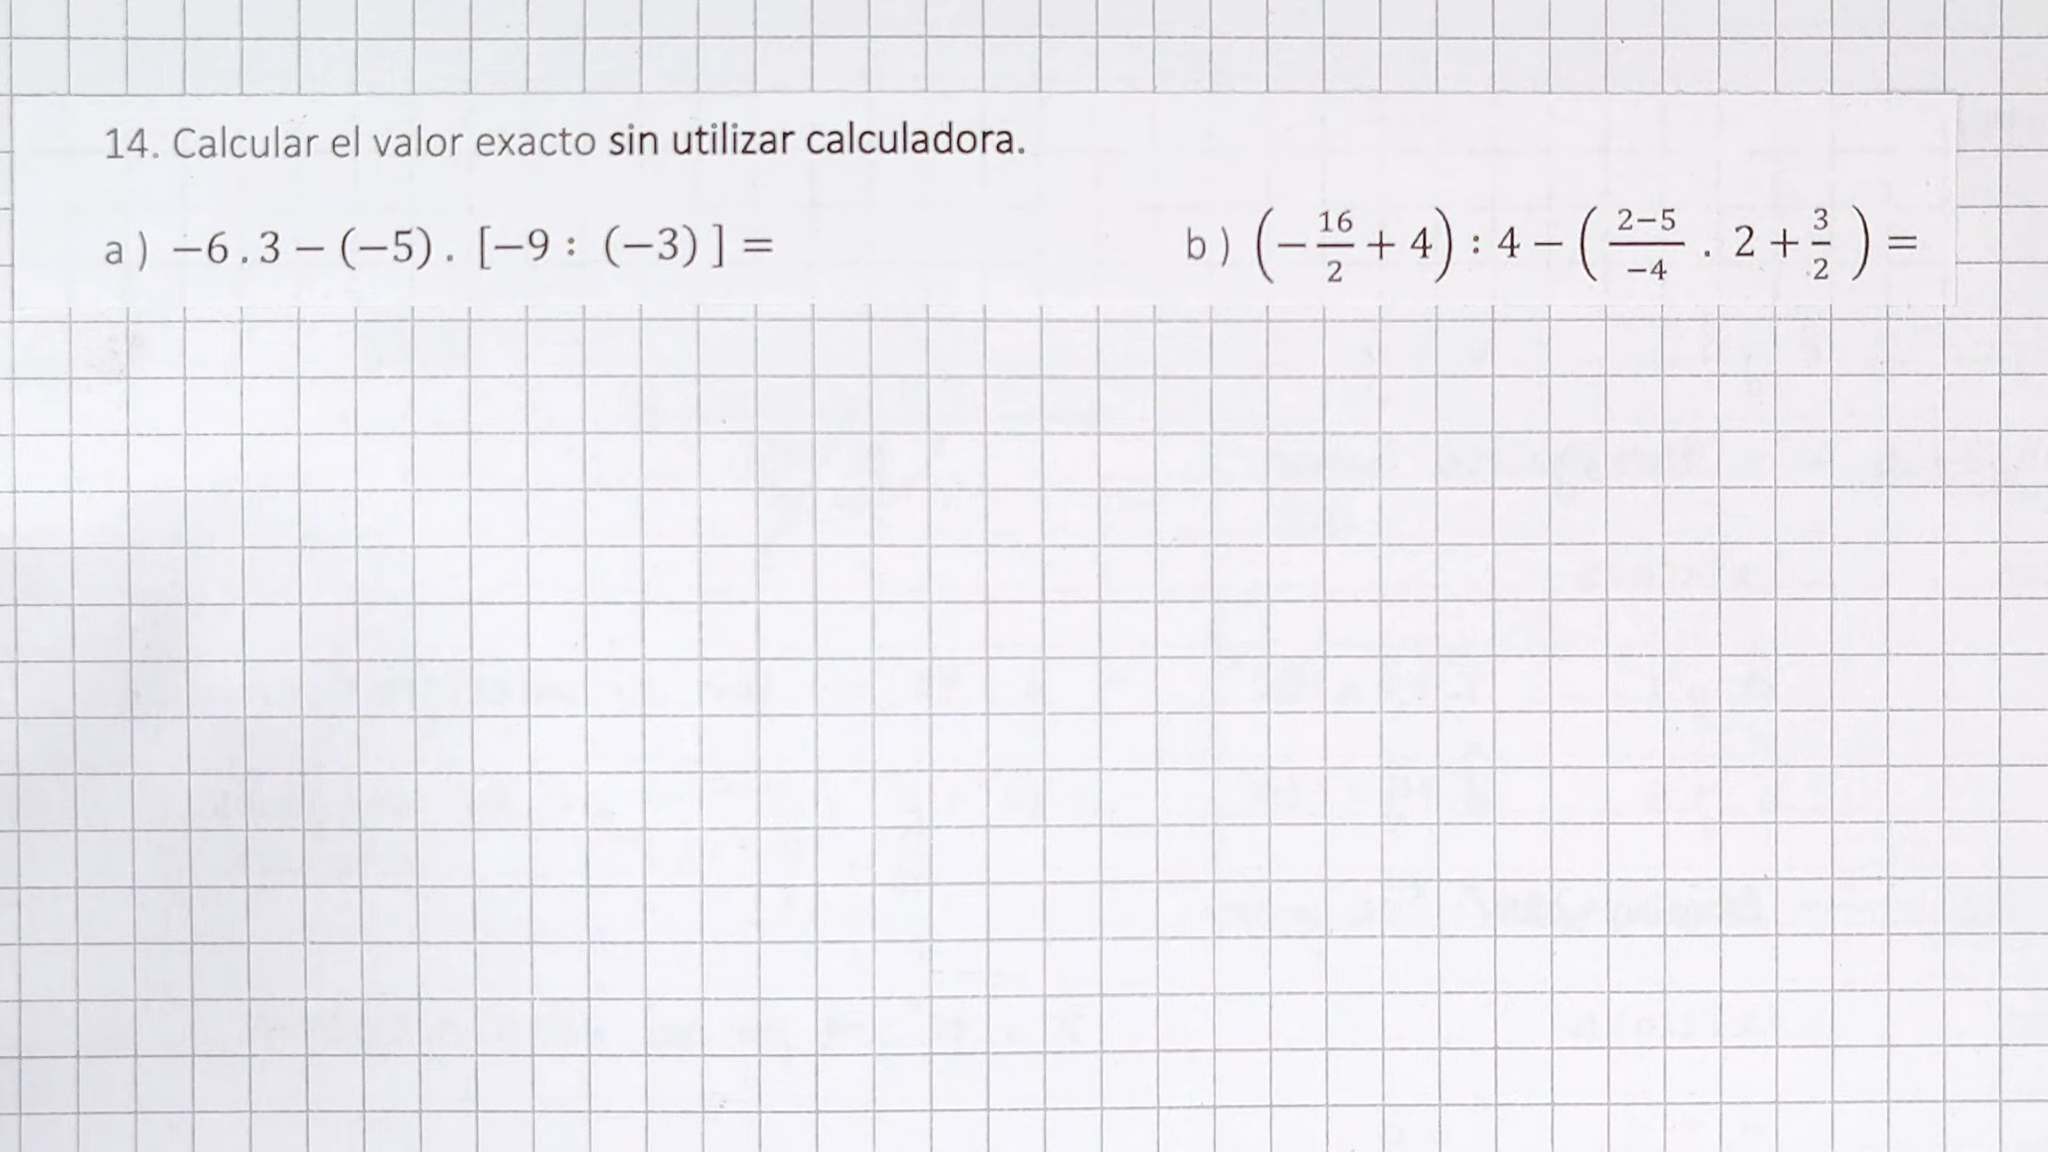 14. Calcular el valor exacto sin utilizar calculadora.
a) −6.3 − (−5). [−9 : (−3)] =
b) (− 16/2 + 4) : 4 − ( 2−5/−4 . 2 + 3/2 ) =